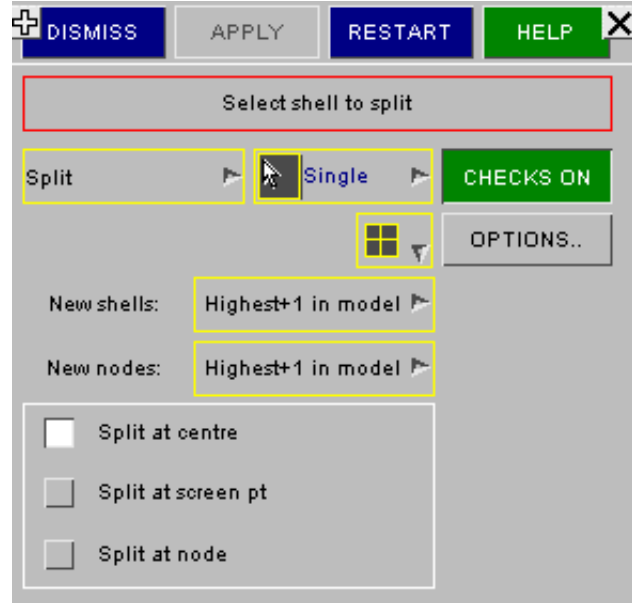 DISMISS APPLY RESTART HELP
Select shell to split
Split Single CHECKS ON
OPTIONS..
New shells: Highest+1 in model
New nodes: Highest+1 in model
Split at centre
Split at screen pt
Split at node